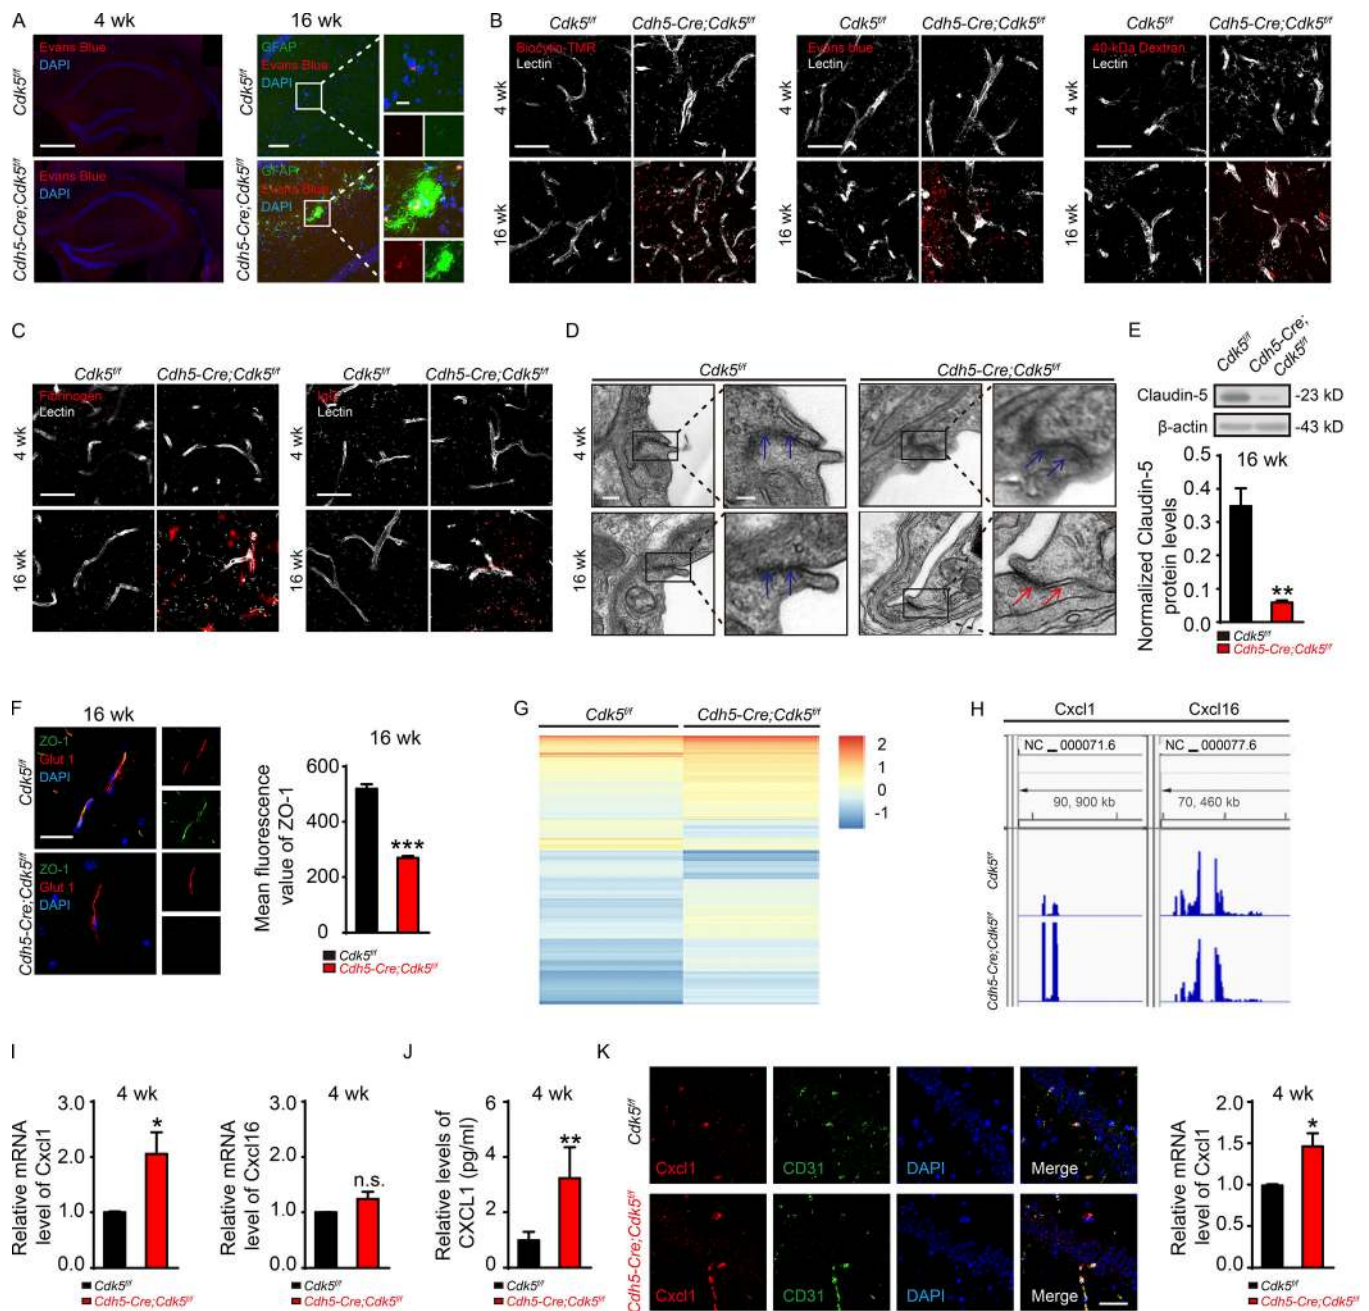 A
4 wk
16 wk
Cdk5f/f
Evans Blue
DAPI
GFAP
Evans Blue
DAPI
Cdh5-Cre;Cdk5f/f
Evans Blue
DAPI
GFAP
Evans Blue
DAPI
B
Cdk5f/f
Cdh5-Cre;Cdk5f/f
Cdk5f/f
Cdh5-Cre;Cdk5f/f
Cdk5f/f
Cdh5-Cre;Cdk5f/f
4 wk
Biocytin-TMR
Lectin
4 wk
Evans blue
Lectin
4 wk
40-kDa Dextran
Lectin
16 wk
16 wk
16 wk
C
Cdk5f/f
Cdh5-Cre;Cdk5f/f
Cdk5f/f
Cdh5-Cre;Cdk5f/f
4 wk
Fibrinogen
Lectin
4 wk
IgG
Lectin
16 wk
16 wk
D
Cdk5f/f
Cdh5-Cre;Cdk5f/f
4 wk
16 wk
E
Cdk5f/f
Cdh5-Cre;
Cdk5f/f
Claudin-5
-23 kD
β-actin
-43 kD
16 wk
Normalized Claudin-5
protein levels
0.4
0.3
0.2
0.1
0.0
**
Cdk5f/f
Cdh5-Cre;Cdk5f/f
F
16 wk
Cdk5f/f
ZO-1
Glut 1
DAPI
Cdh5-Cre;Cdk5f/f
ZO-1
Glut 1
DAPI
16 wk
Mean fluorescence
value of ZO-1
600
400
200
0
***
Cdk5f/f
Cdh5-Cre;Cdk5f/f
G
Cdk5f/f
Cdh5-Cre;Cdk5f/f
2
1
0
-1
H
Cxcl1
Cxcl16
NC_000071.6
NC_000077.6
90, 900 kb
70, 460 kb
Cdk5f/f
Cdh5-Cre;Cdk5f/f
I
4 wk
Relative mRNA
level of Cxcl1
3.0
2.0
1.0
0.0
*
Cdk5f/f
Cdh5-Cre;Cdk5f/f
4 wk
Relative mRNA
level of Cxcl16
3.0
2.0
1.0
0.0
n.s.
Cdk5f/f
Cdh5-Cre;Cdk5f/f
J
4 wk
Relative levels of
CXCL1 (pg/ml)
6
4
2
0
**
Cdk5f/f
Cdh5-Cre;Cdk5f/f
K
Cdk5f/f
Cxcl1
CD31
DAPI
Merge
Cdh5-Cre;Cdk5f/f
Cxcl1
CD31
DAPI
Merge
4 wk
Relative mRNA
level of Cxcl1
2.0
1.5
1.0
0.5
0.0
*
Cdk5f/f
Cdh5-Cre;Cdk5f/f